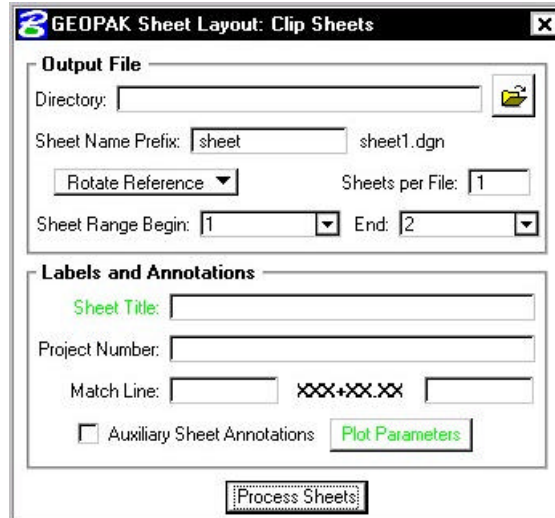 GEOPAK Sheet Layout: Clip Sheets
Output File
Directory:
Sheet Name Prefix: sheet sheet1.dgn
Rotate Reference Sheets per File: 1
Sheet Range Begin: 1 End: 2
Labels and Annotations
Sheet Title:
Project Number:
Match Line: XXX+XX.XX
Auxiliary Sheet Annotations Plot Parameters
Process Sheets